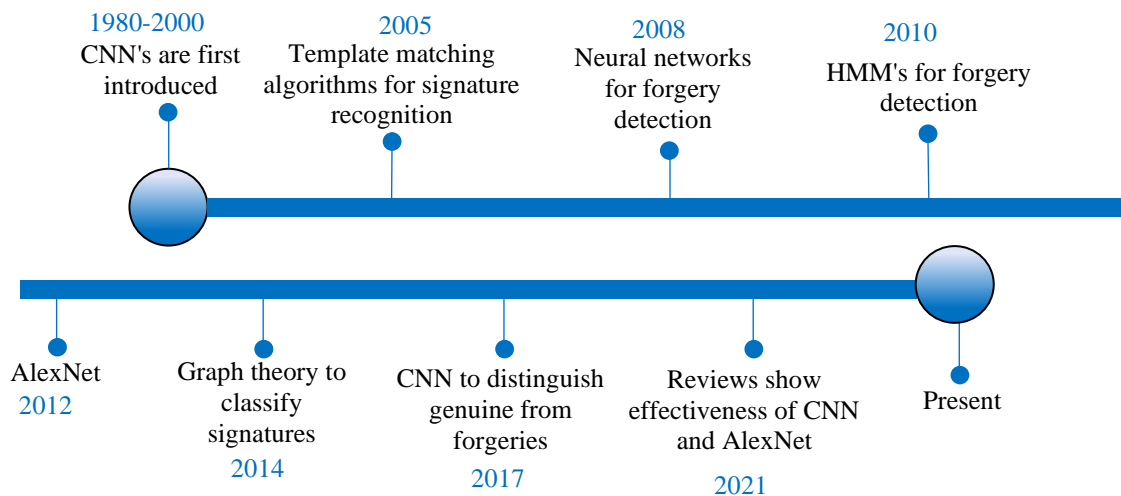 1980-2000
CNN's are first
introduced
2005
Template matching
algorithms for signature
recognition
2008
Neural networks
for forgery
detection
2010
HMM's for forgery
detection
AlexNet
2012
Graph theory to
classify
signatures
2014
CNN to distinguish
genuine from
forgeries
2017
Reviews show
effectiveness of CNN
and AlexNet
2021
Present